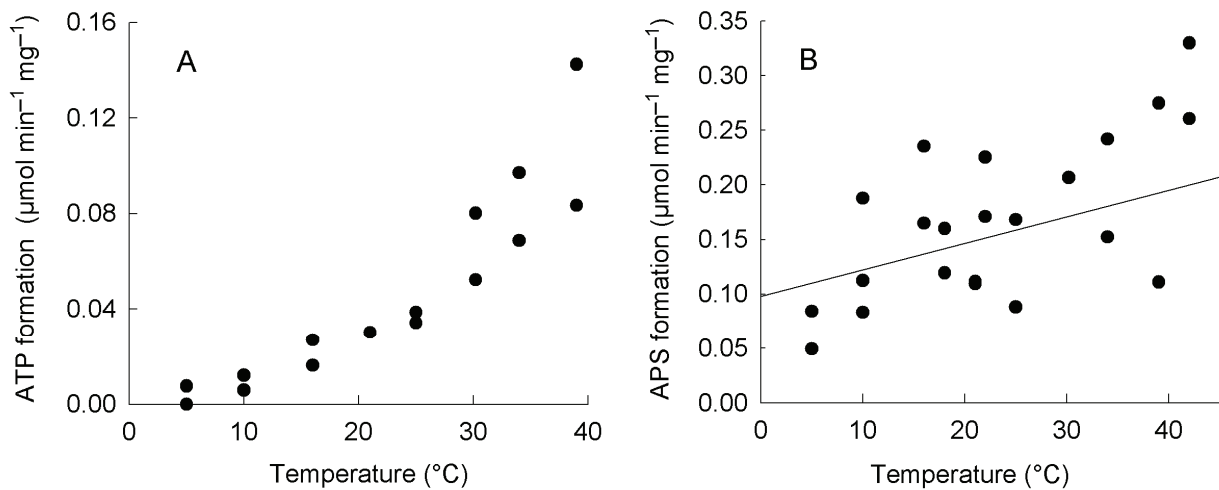 A
ATP formation (µmol min⁻¹ mg⁻¹)
0.16
0.12
0.08
0.04
0.00
0 10 20 30 40
Temperature (°C)
B
APS formation (µmol min⁻¹ mg⁻¹)
0.35
0.30
0.25
0.20
0.15
0.10
0.05
0.00
0 10 20 30 40
Temperature (°C)